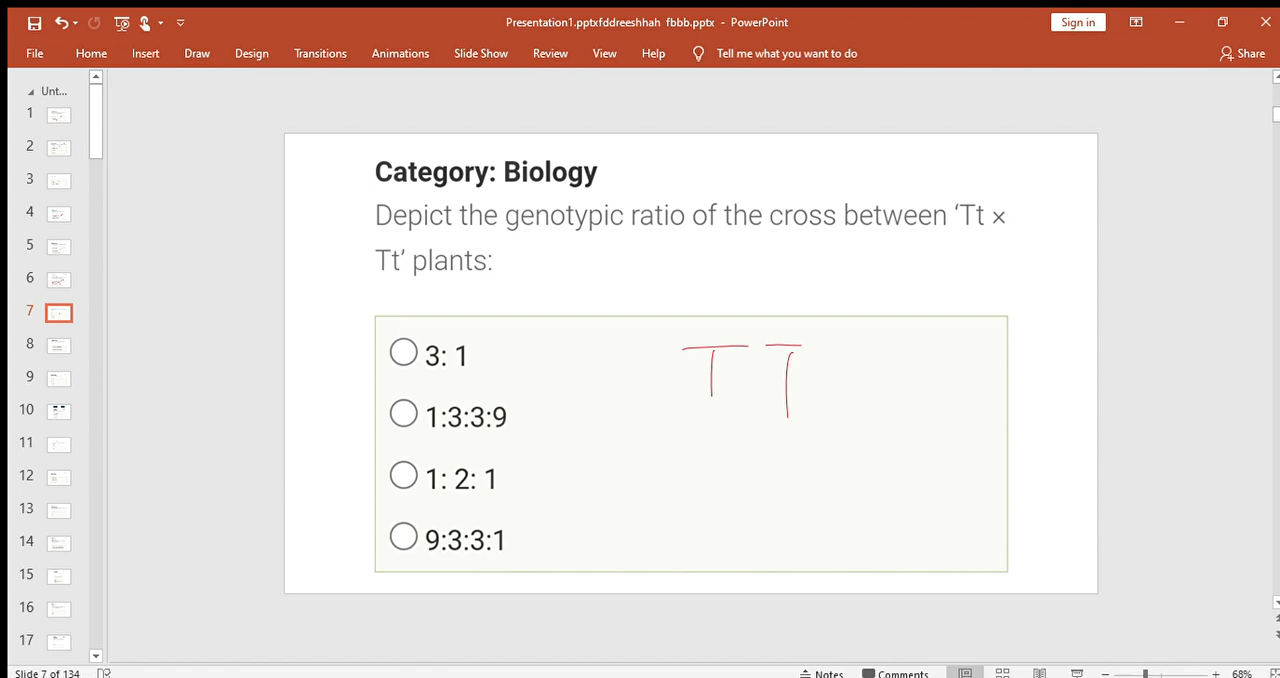 Presentation1.pptxfddreeshhah fbbb.pptx - PowerPoint
Sign in
File Home Insert Draw Design Transitions Animations Slide Show Review View Help Tell me what you want to do Share
Unt...
1
2
3
4
5
6
7
8
9
10
11
12
13
14
15
16
17
Category: Biology
Depict the genotypic ratio of the cross between ‘Tt ×
Tt’ plants:
3: 1
1:3:3:9
1: 2: 1
9:3:3:1
T T
Slide 7 of 134 Notes Comments 68%